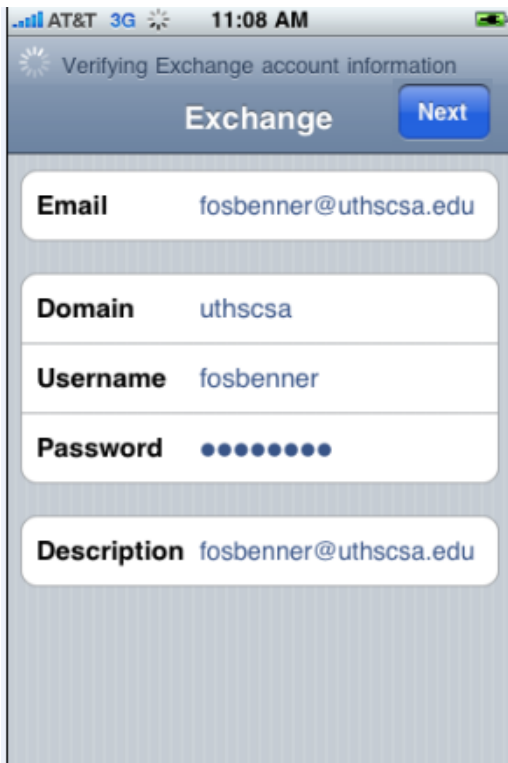 AT&T 3G 11:08 AM
Verifying Exchange account information
Exchange Next
Email fosbenner@uthscsa.edu
Domain uthscsa
Username fosbenner
Password ●●●●●●●●
Description fosbenner@uthscsa.edu